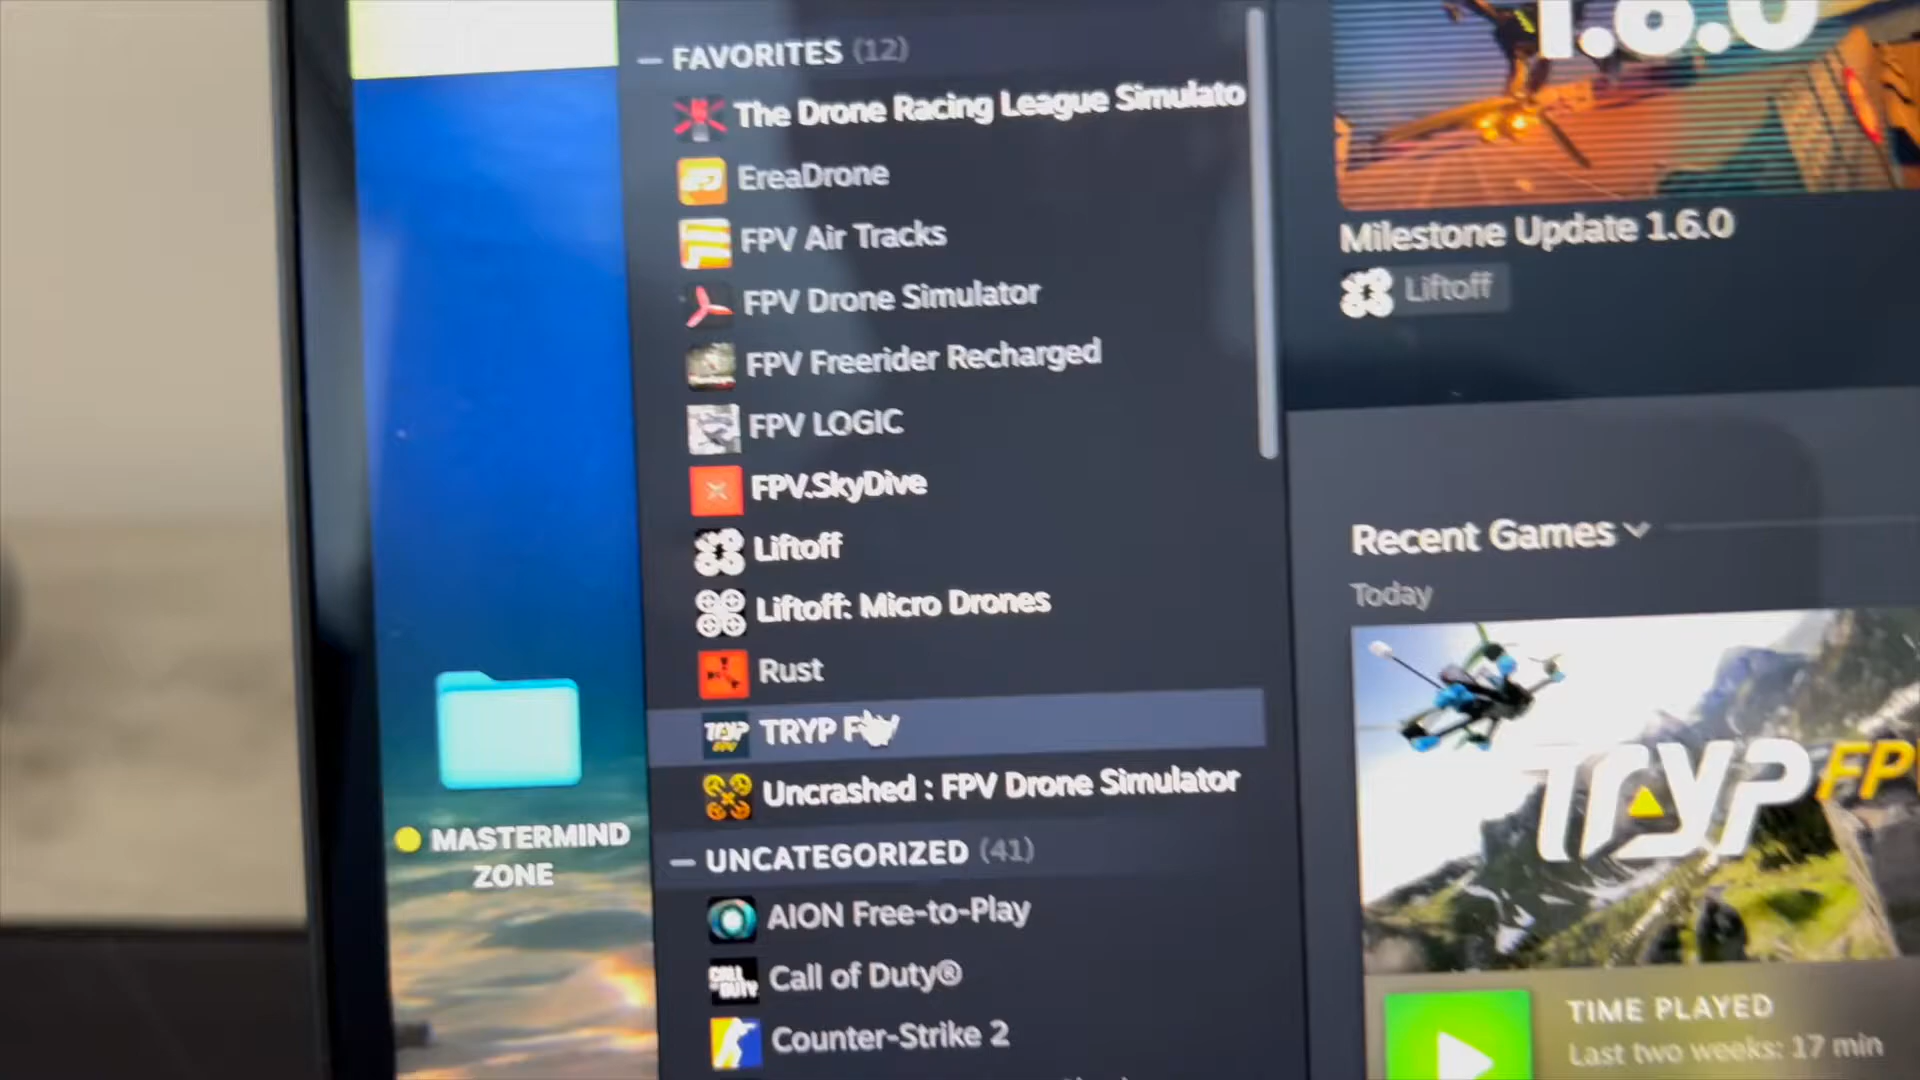 FAVORITES (12)
The Drone Racing League Simulato
EreaDrone
FPV Air Tracks
FPV Drone Simulator
FPV Freerider Recharged
FPV LOGIC
FPV.SkyDive
Liftoff
Liftoff: Micro Drones
Rust
TRYP
Uncrashed : FPV Drone Simulator
UNCATEGORIZED (41)
AION Free-to-Play
Call of Duty®
Counter-Strike 2
MASTERMIND
ZONE
1.6.0
Milestone Update 1.6.0
Liftoff
Recent Games
Today
TRYP FP
TIME PLAYED
Last two weeks: 17 min